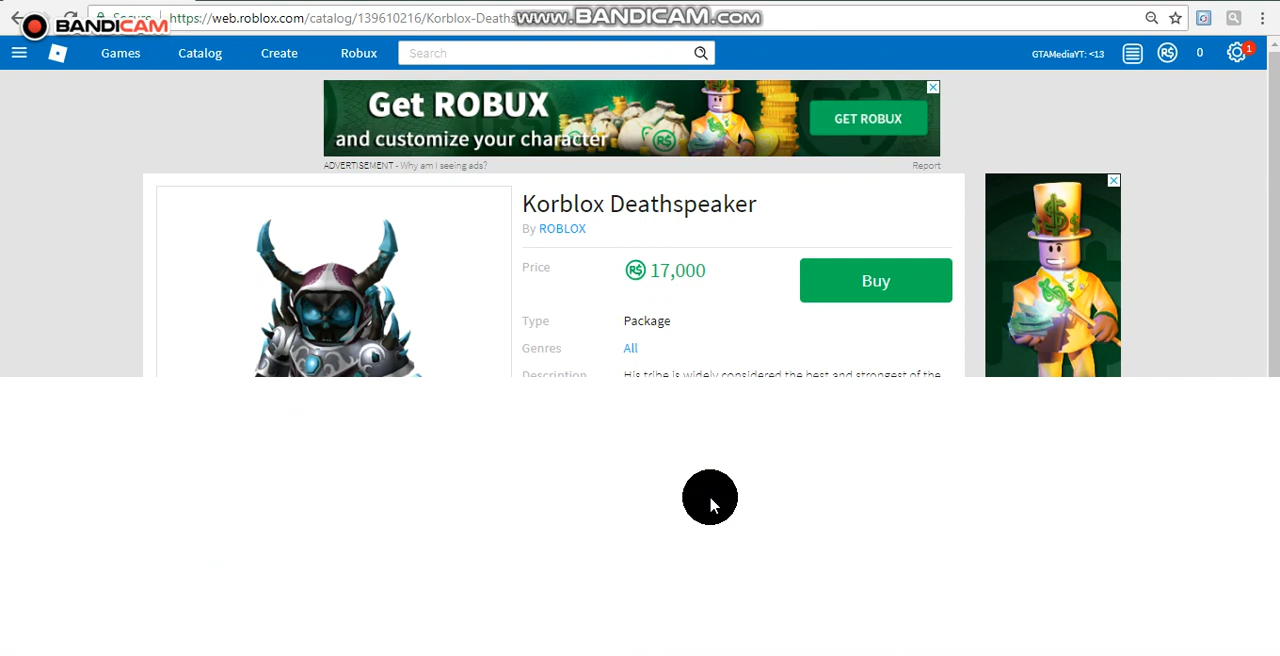 Secure https://web.roblox.com/catalog/139610216/Korblox-Deaths
BANDICAM
www.BANDICAM.com
Games Catalog Create Robux Search GTAMediaYT: <13 0 1
Get ROBUX
and customize your character
GET ROBUX
ADVERTISEMENT - Why am I seeing ads? Report
Korblox Deathspeaker
By ROBLOX
Price R$ 17,000 Buy
Type Package
Genres All
Description His tribe is widely considered the best and strongest of the